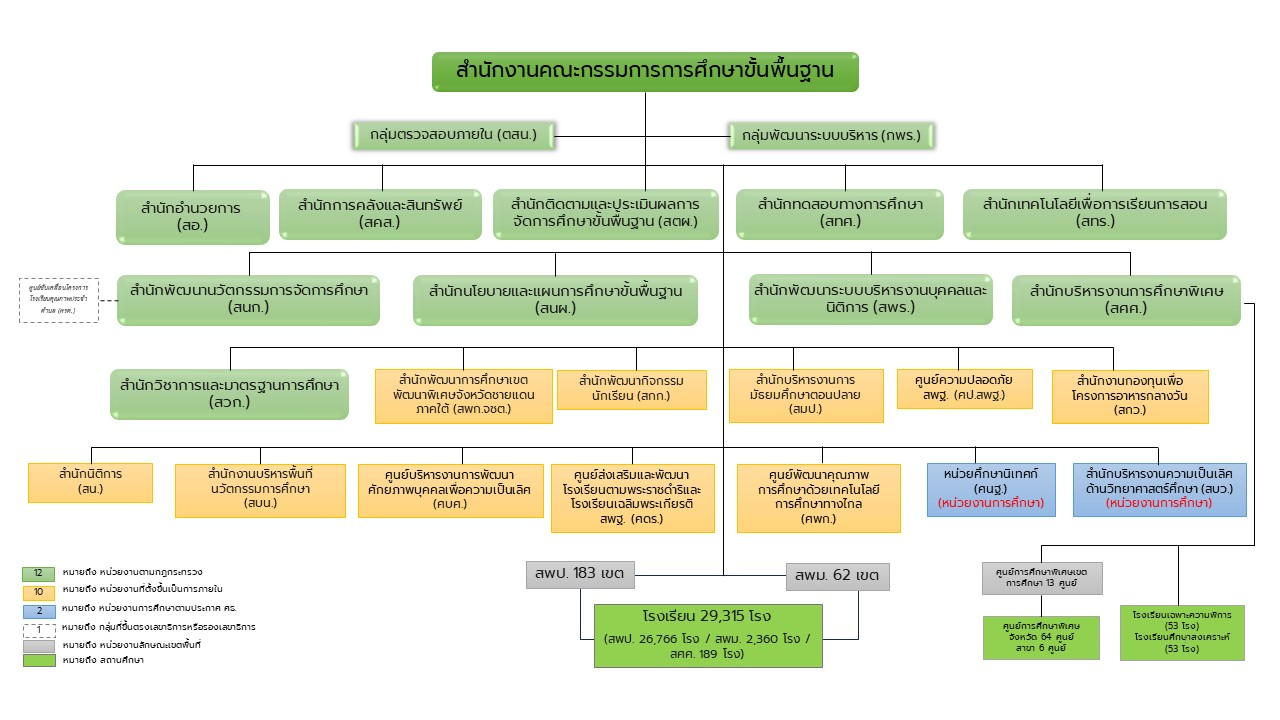 สำนักงานคณะกรรมการการศึกษาขั้นพื้นฐาน
กลุ่มตรวจสอบภายใน (ตสน.)
กลุ่มพัฒนาระบบบริหาร (กพร.)
สำนักอำนวยการ
(สอ.)
สำนักการคลังและสินทรัพย์
(สคส.)
สำนักติดตามและประเมินผลการ
จัดการศึกษาขั้นพื้นฐาน (สตผ.)
สำนักทดสอบทางการศึกษา
(สทศ.)
สำนักเทคโนโลยีเพื่อการเรียนการสอน
(สทร.)
ศูนย์ขับเคลื่อนโครงการ
โรงเรียนคุณภาพประจำ
ตำบล (ศรต.)
สำนักพัฒนานวัตกรรมการจัดการศึกษา
(สนก.)
สำนักนโยบายและแผนการศึกษาขั้นพื้นฐาน
(สนผ.)
สำนักพัฒนาระบบบริหารงานบุคคลและ
นิติการ (สพร.)
สำนักบริหารงานการศึกษาพิเศษ
(สศศ.)
สำนักวิชาการและมาตรฐานการศึกษา
(สวก.)
สำนักพัฒนาการศึกษาเขต
พัฒนาพิเศษจังหวัดชายแดน
ภาคใต้ (สพก.จชต.)
สำนักพัฒนากิจกรรม
นักเรียน (สกก.)
สำนักบริหารงานการ
มัธยมศึกษาตอนปลาย
(สมป.)
ศูนย์ความปลอดภัย
สพฐ. (ศป.สพฐ.)
สำนักงานกองทุนเพื่อ
โครงการอาหารกลางวัน
(สกว.)
สำนักนิติการ
(สน.)
สำนักงานบริหารพื้นที่
นวัตกรรมการศึกษา
(สบน.)
ศูนย์บริหารงานการพัฒนา
ศักยภาพบุคคลเพื่อความเป็นเลิศ
(ศบศ.)
ศูนย์ส่งเสริมและพัฒนา
โรงเรียนตามพระราชดำริและ
โรงเรียนเฉลิมพระเกียรติ
สพฐ. (ศดร.)
ศูนย์พัฒนาคุณภาพ
การศึกษาด้วยเทคโนโลยี
การศึกษาทางไกล
(ศพก.)
หน่วยศึกษานิเทศก์
(ศนฐ.)
(หน่วยงานการศึกษา)
สำนักบริหารงานความเป็นเลิศ
ด้านวิทยาศาสตร์ศึกษา (สบว.)
(หน่วยงานการศึกษา)
สพป. 183 เขต
สพม. 62 เขต
โรงเรียน 29,315 โรง
(สพป. 26,766 โรง / สพม. 2,360 โรง /
สศศ. 189 โรง)
ศูนย์การศึกษาพิเศษเขต
การศึกษา 13 ศูนย์
ศูนย์การศึกษาพิเศษ
จังหวัด 64 ศูนย์
สาขา 6 ศูนย์
โรงเรียนเฉพาะความพิการ
(53 โรง)
โรงเรียนศึกษาสงเคราะห์
(53 โรง)
12 หมายถึง หน่วยงานตามกฎกระทรวง
10 หมายถึง หน่วยงานที่ตั้งขึ้นเป็นการภายใน
2 หมายถึง หน่วยงานการศึกษาตามประกาศ ศธ.
1 หมายถึง กลุ่มที่ขึ้นตรงเลขาธิการหรือรองเลขาธิการ
หมายถึง หน่วยงานลักษณะเขตพื้นที่
หมายถึง สถานศึกษา